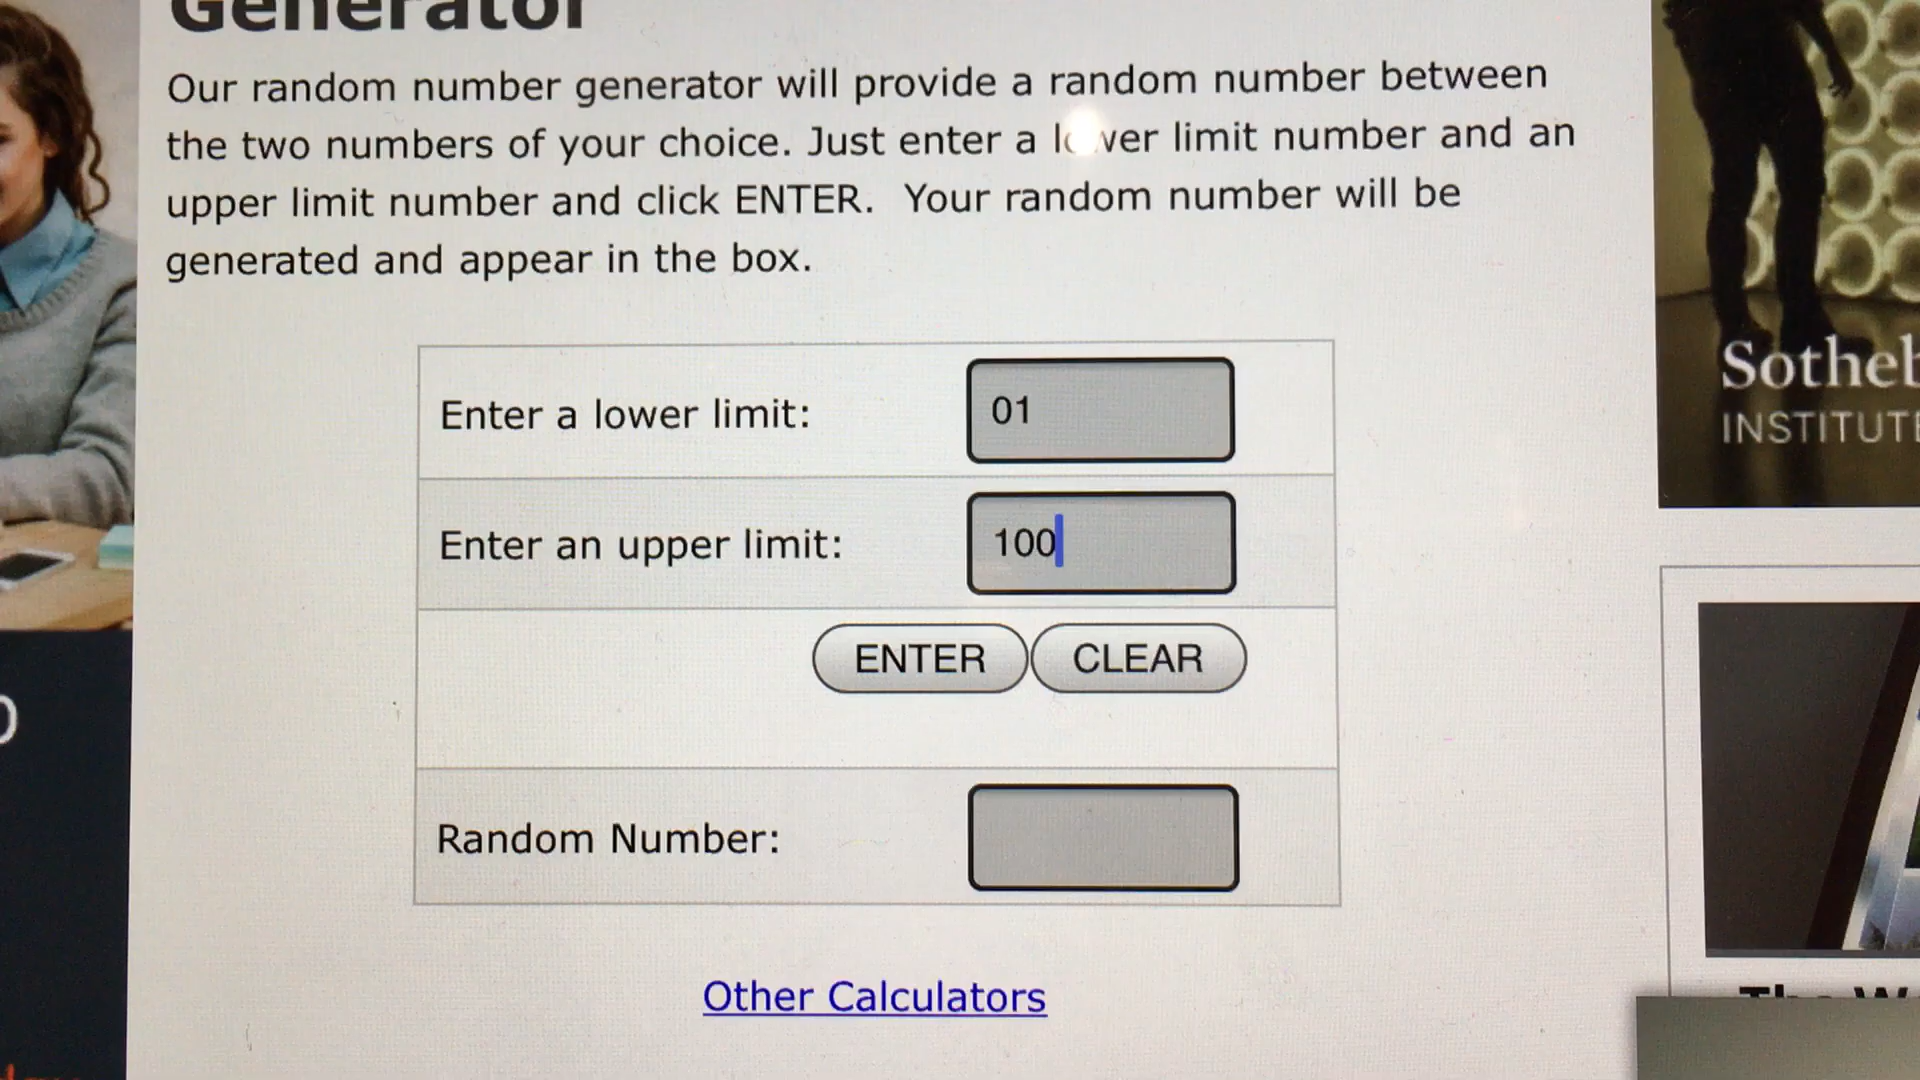 Generator
Our random number generator will provide a random number between
the two numbers of your choice. Just enter a lower limit number and an
upper limit number and click ENTER.  Your random number will be
generated and appear in the box.
Enter a lower limit: 01
Enter an upper limit: 100
ENTER CLEAR
Random Number:
Other Calculators
Sotheb
INSTITUTE